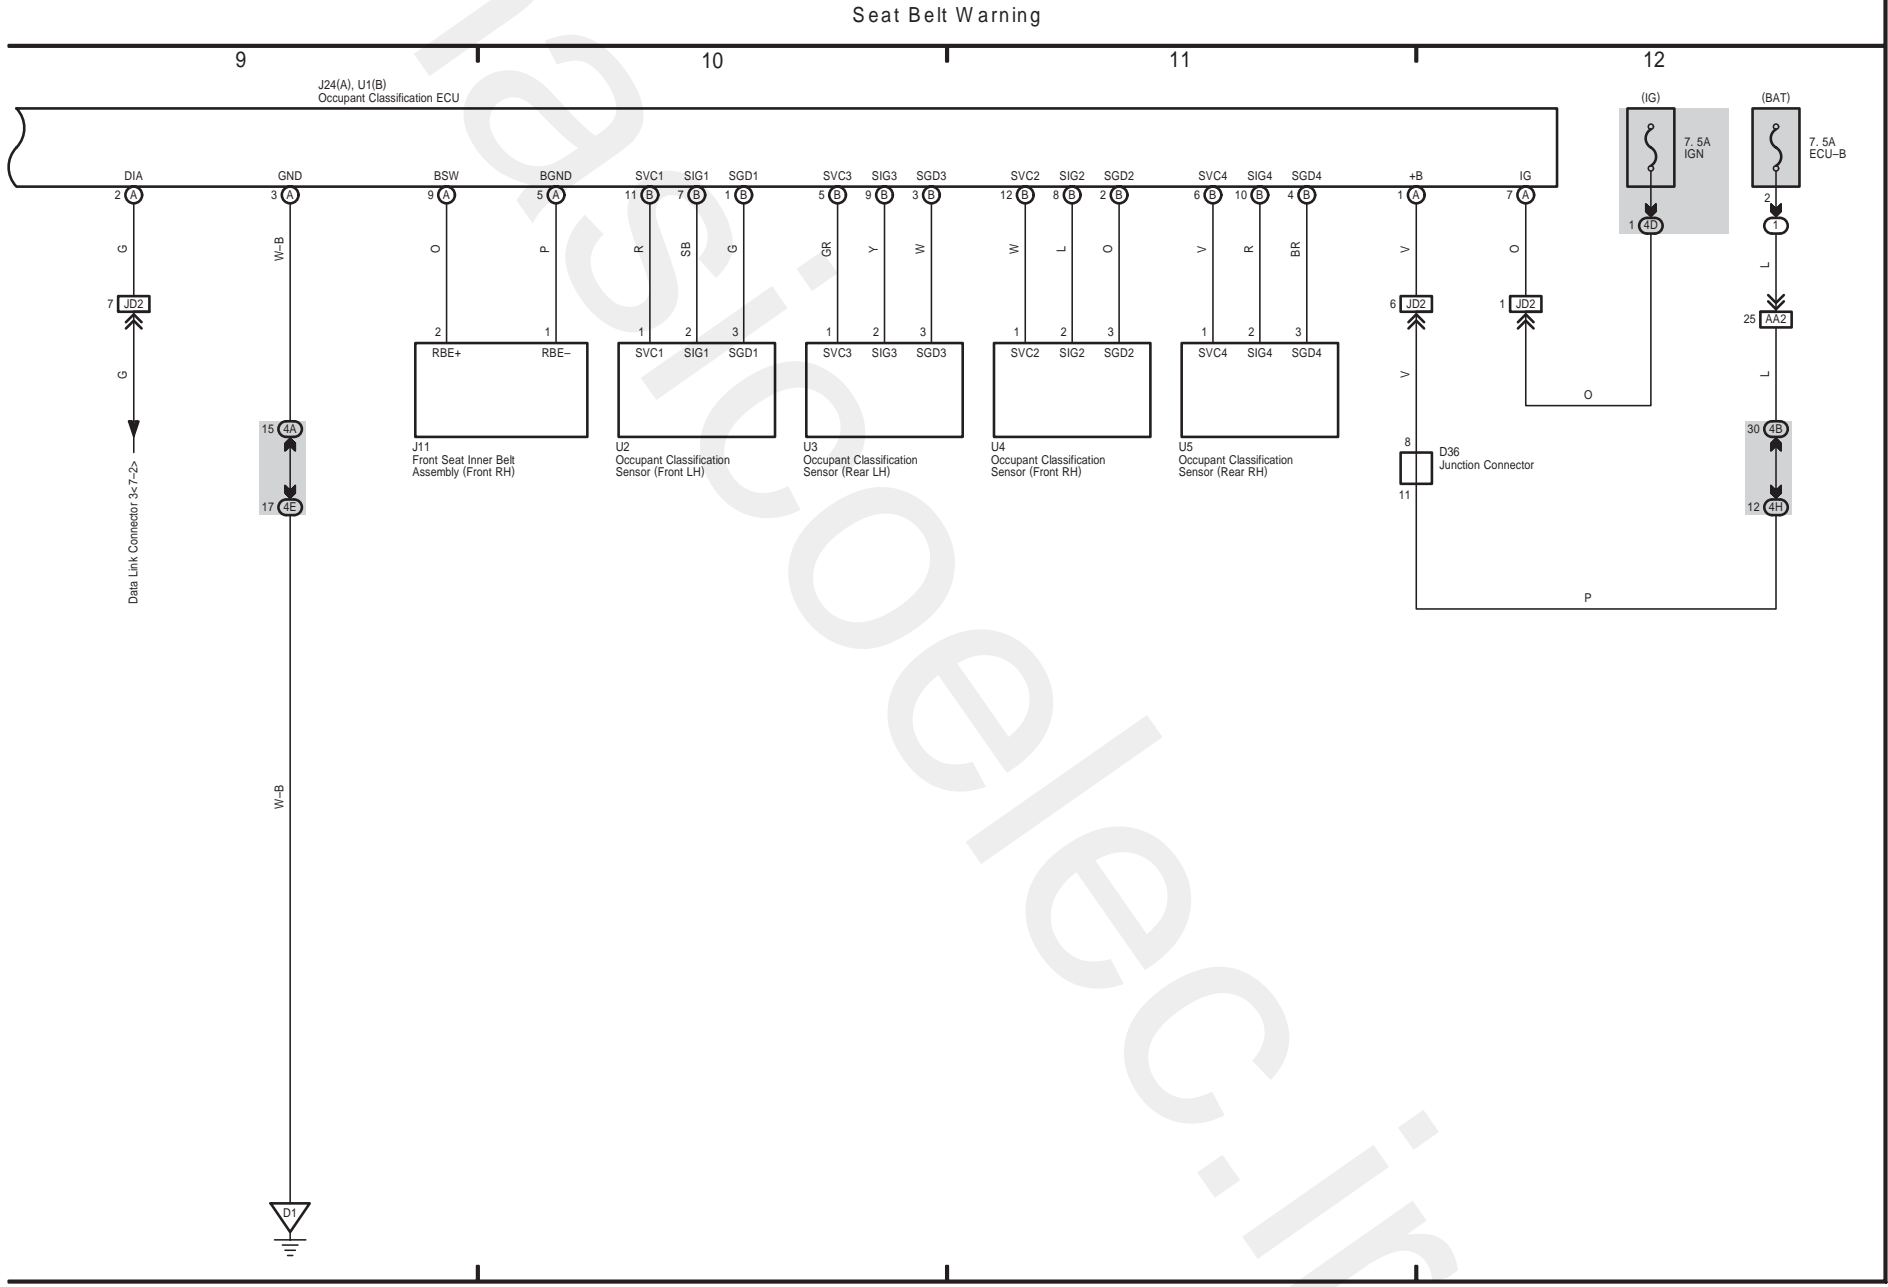 Seat Belt Warning
9 10 11 12
J24(A), U1(B)
Occupant Classification ECU
(IG) (BAT)
7. 5A
IGN
7. 5A
ECU–B
DIA GND BSW BGND SVC1 SIG1 SGD1 SVC3 SIG3 SGD3 SVC2 SIG2 SGD2 SVC4 SIG4 SGD4 +B IG
2 A 3 A 9 A 5 A 11 B 7 B 1 B 5 B 9 B 3 B 12 B 8 B 2 B 6 B 10 B 4 B 1 A 7 A 2
1 4D 1
G W–B O P R SB G GR Y W W L O V R BR V O L
7 JD2 6 JD2 1 JD2
25 AA2
2 1 1 2 3 1 2 3 1 2 3 1 2 3
RBE+ RBE– SVC1 SIG1 SGD1 SVC3 SIG3 SGD3 SVC2 SIG2 SGD2 SVC4 SIG4 SGD4
G V O L
15 4A 30 4B
J11
Front Seat Inner Belt
Assembly (Front RH)
U2
Occupant Classification
Sensor (Front LH)
U3
Occupant Classification
Sensor (Rear LH)
U4
Occupant Classification
Sensor (Front RH)
U5
Occupant Classification
Sensor (Rear RH)
8
D36
Junction Connector
11
17 4E 12 4H
Data Link Connector 3<7–2>
P
W–B
D1
lasicoelec.ir